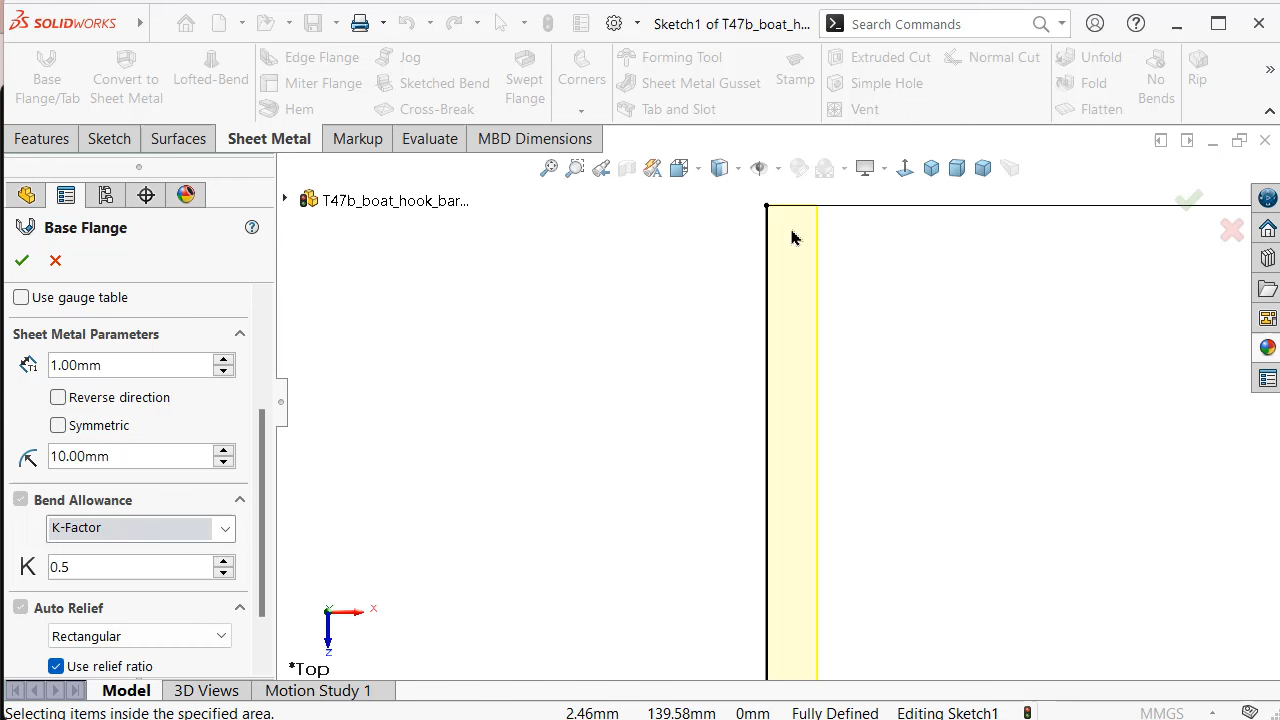 SOLIDWORKS
Sketch1 of T47b_boat_h...
Search Commands
Base
Flange/Tab
Convert to
Sheet Metal
Lofted-Bend
Edge Flange
Miter Flange
Hem
Jog
Sketched Bend
Cross-Break
Swept
Flange
Corners
Forming Tool
Sheet Metal Gusset
Tab and Slot
Stamp
Extruded Cut
Simple Hole
Vent
Normal Cut
Unfold
Fold
Flatten
No
Bends
Rip
Features
Sketch
Surfaces
Sheet Metal
Markup
Evaluate
MBD Dimensions
T47b_boat_hook_bar...
Base Flange
Use gauge table
Sheet Metal Parameters
1.00mm
Reverse direction
Symmetric
10.00mm
Bend Allowance
K-Factor
K
0.5
Auto Relief
Rectangular
Use relief ratio
Y
X
Z
*Top
Model
3D Views
Motion Study 1
Selecting items inside the specified area.
2.46mm
139.58mm
0mm
Fully Defined
Editing Sketch1
MMGS